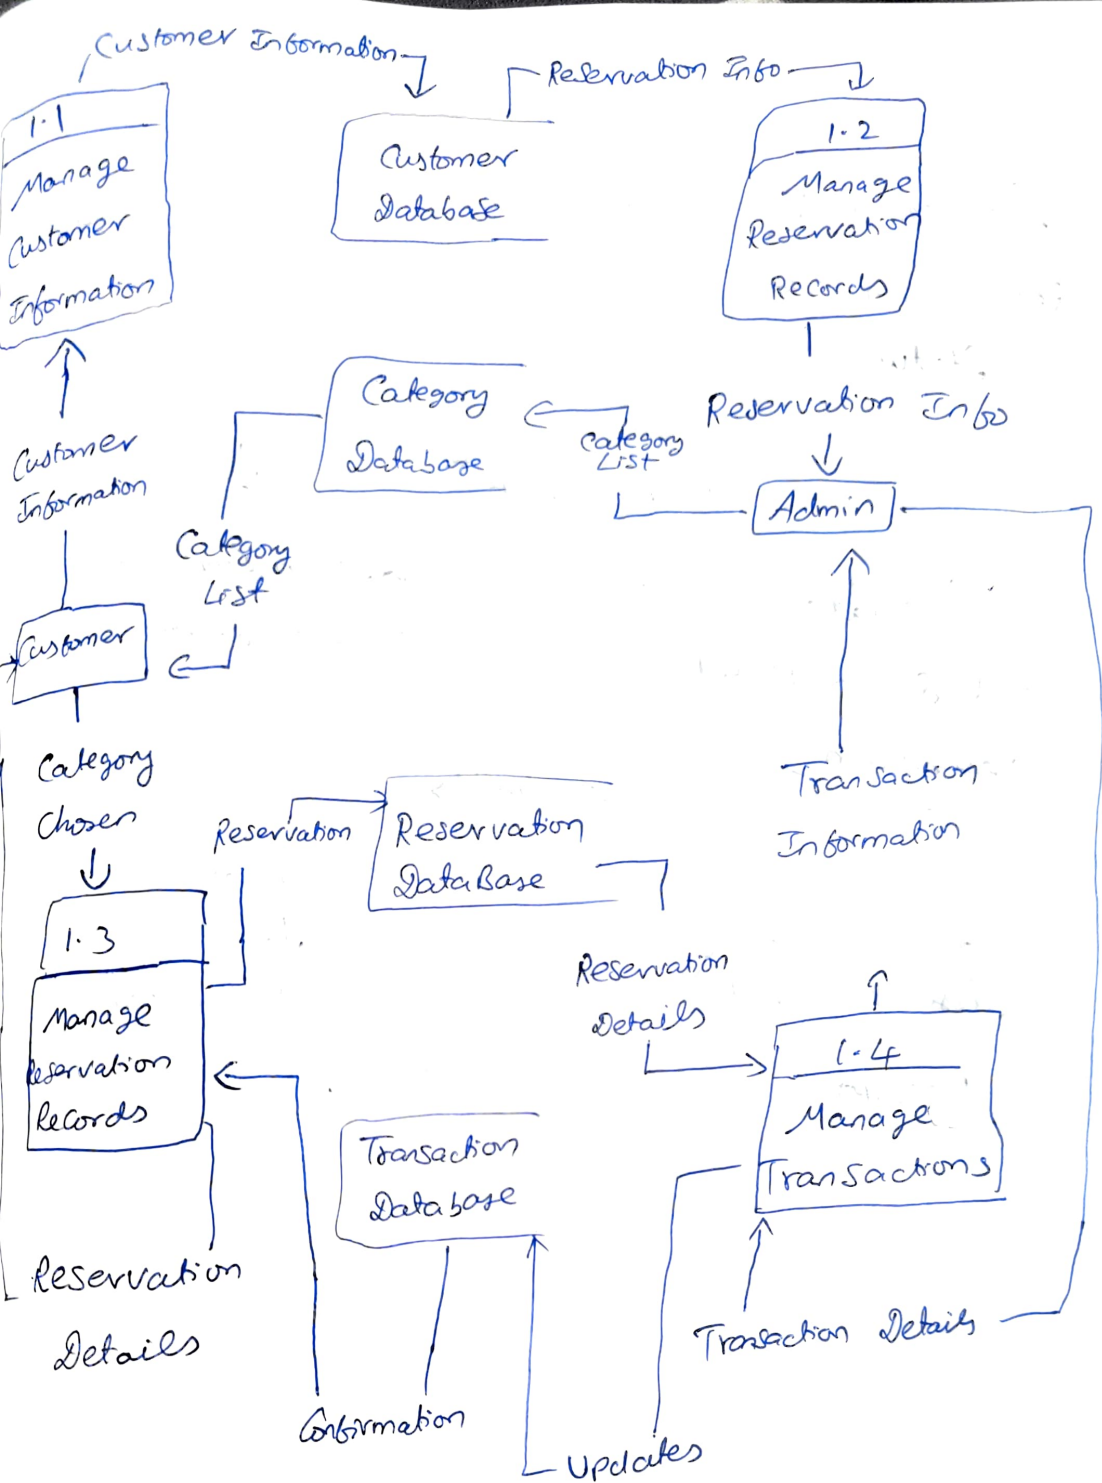 Customer Information
Reservation Info
1.1
Manage
Customer
Information
Customer
Database
1.2
Manage
Reservation
Records
Customer
Information
Category
Database
Category
List
Reservation Info
Admin
Category
List
Customer
Category
Chosen
Reservation
Reservation
DataBase
Transaction
Information
1.3
Manage
Reservation
Records
Reservation
Details
1.4
Manage
Transactions
Transaction
Database
Reservation
Details
Transaction Details
Confirmation
Updates